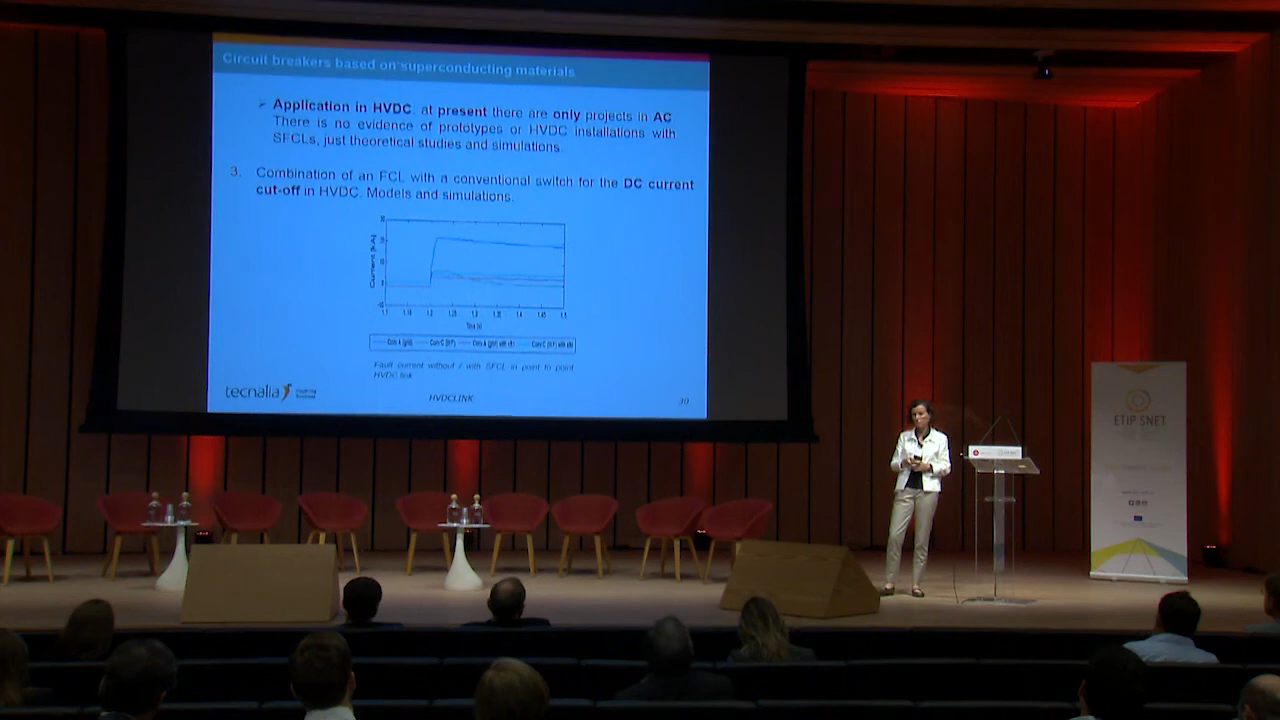 Circuit breakers based on superconducting materials
➢ Application in HVDC: at present there are only projects in AC
There is no evidence of prototypes or HVDC installations with
SFCLs, just theoretical studies and simulations.
3. Combination of an FCL with a conventional switch for the DC current
cut-off in HVDC. Models and simulations.
Current [kA]
Time [s]
Fault current without / with SFCL in point to point
HVDC link
tecnalia
HVDCLINK
30
ETIP SNET